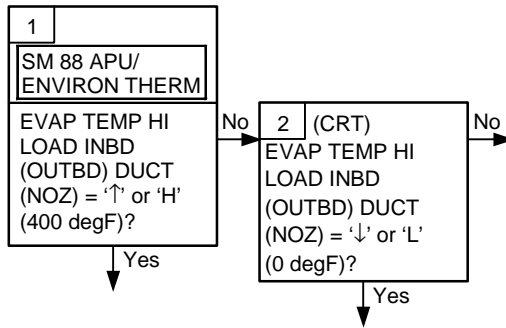 1
SM 88 APU/
ENVIRON THERM
EVAP TEMP HI
LOAD INBD
(OUTBD) DUCT
(NOZ) = ‘↑’ or ‘H’
(400 degF)?
No
Yes
2 (CRT)
EVAP TEMP HI
LOAD INBD
(OUTBD) DUCT
(NOZ) = ‘↓’ or ‘L’
(0 degF)?
No
Yes